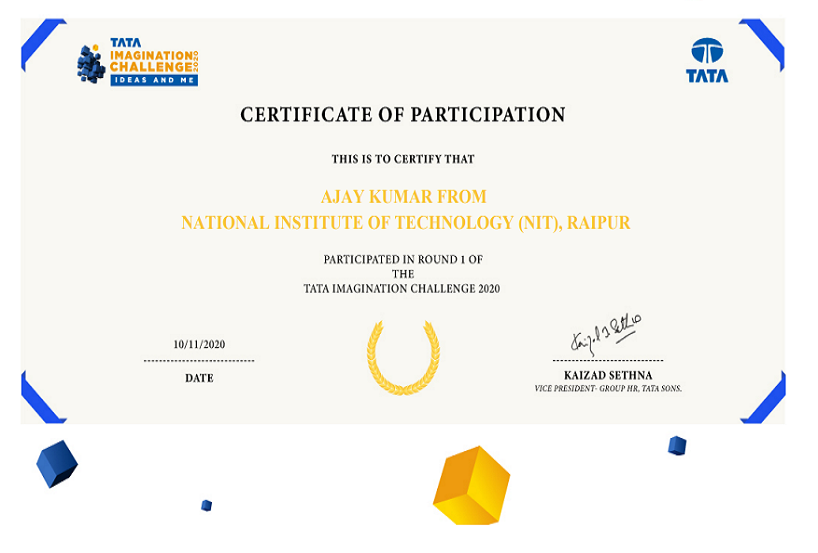 TATA
IMAGINATION
CHALLENGE 2020
IDEAS AND ME
TATA
CERTIFICATE OF PARTICIPATION
THIS IS TO CERTIFY THAT
AJAY KUMAR FROM
NATIONAL INSTITUTE OF TECHNOLOGY (NIT), RAIPUR
PARTICIPATED IN ROUND 1 OF
THE
TATA IMAGINATION CHALLENGE 2020
10/11/2020
DATE
KAIZAD SETHNA
VICE PRESIDENT- GROUP HR, TATA SONS.